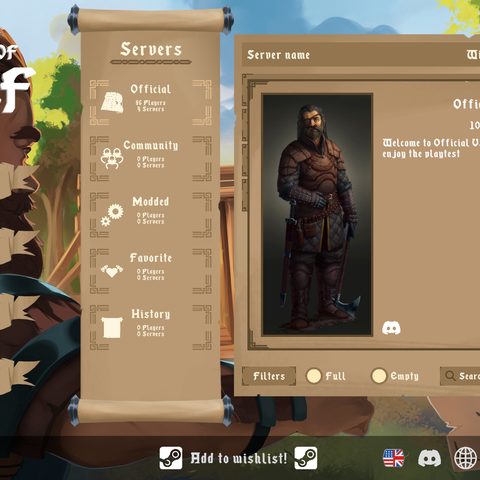 OF
Servers
Official
86 Players
4 Servers
Community
0 Players
0 Servers
Modded
0 Players
0 Servers
Favorite
0 Players
0 Servers
History
0 Players
0 Servers
Server name
Offic
10
Welcome to Official
enjoy the playtest
Filters
Full
Empty
Searc
Add to wishlist!